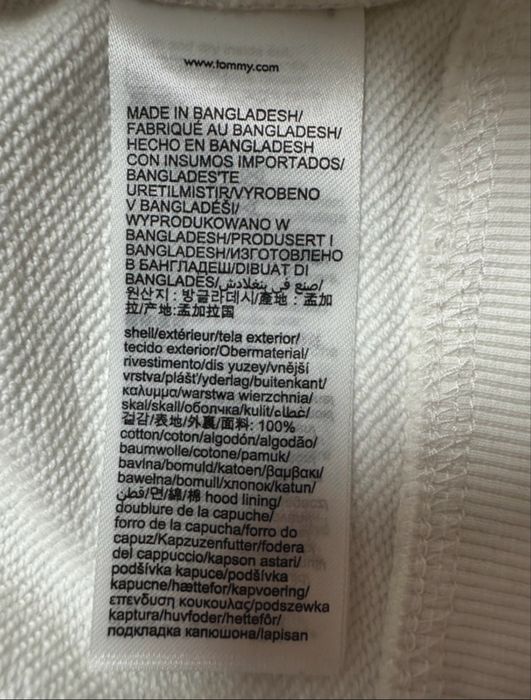 www.tommy.com
MADE IN BANGLADESH/
FABRIQUÉ AU BANGLADESH/
HECHO EN BANGLADESH
CON INSUMOS IMPORTADOS/
BANGLADEŞ'TE
URETILMISTIR/VYROBENO
V BANGLADÉŠI/
WYPRODUKOWANO W
BANGLADESH/PRODUSERT I
BANGLADESH/ИЗГОТОВЛЕНО
В БАНГЛАДЕШ/DIBUAT DI
BANGLADES/صنع في بنغلادش/
원산지 : 방글라데시/產地 : 孟加
拉/产地:孟加拉国
shell/extérieur/tela exterior/
tecido exterior/Obermaterial/
rivestimento/dis yuzey/vnější
vrstva/plášť/yderlag/buitenkant/
καλυμμα/warstwa wierzchnia/
skal/skall/оболчка/kulit/غطاء/
겉감/表地/外裏/面料: 100%
cotton/coton/algodón/algodão/
baumwolle/cotone/pamuk/
bavlna/bomuld/katoen/βαμβακι/
bawełna/bomull/хлопок/katun/
قطن/면/綿/棉 hood lining/
doublure de la capuche/
forro de la capucha/forro do
capuz/Kapzuzenfutter/fodera
del cappuccio/kapson astari/
podšívka kapuce/podšívka
kapucne/hættefor/kapvoering/
επενδυση κουκουλας/podszewka
kaptura/huvfoder/hettefôr/
подкладка капюшона/lapisan